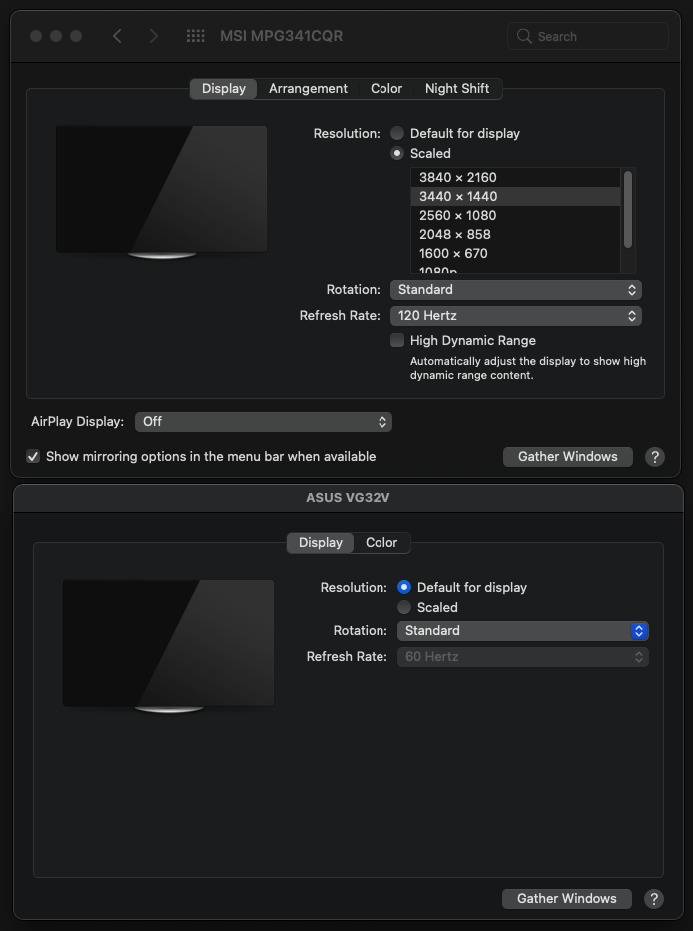 MSI MPG341CQR
Search
Display Arrangement Color Night Shift
Resolution: Default for display
Scaled
3840 × 2160
3440 × 1440
2560 × 1080
2048 × 858
1600 × 670
1080p
Rotation: Standard
Refresh Rate: 120 Hertz
High Dynamic Range
Automatically adjust the display to show high
dynamic range content.
AirPlay Display: Off
Show mirroring options in the menu bar when available
Gather Windows ?
ASUS VG32V
Display Color
Resolution: Default for display
Scaled
Rotation: Standard
Refresh Rate: 60 Hertz
Gather Windows ?